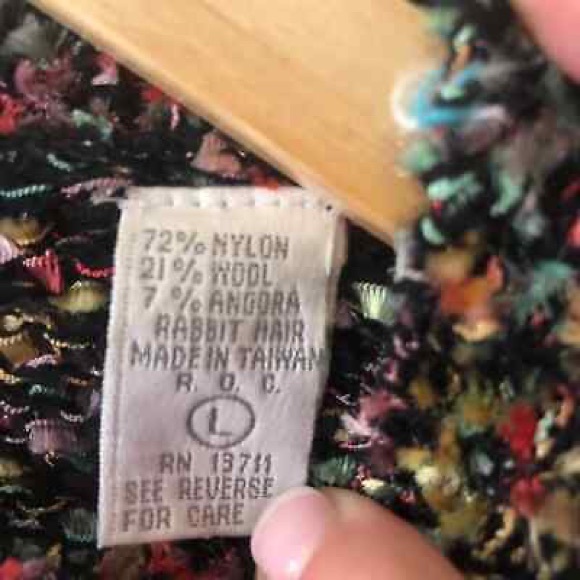 72% NYLON
21% WOOL
7 % ANGORA
RABBIT HAIR
MADE IN TAIWAN
R. O. C.
L
RN 13711
SEE REVERSE
FOR CARE